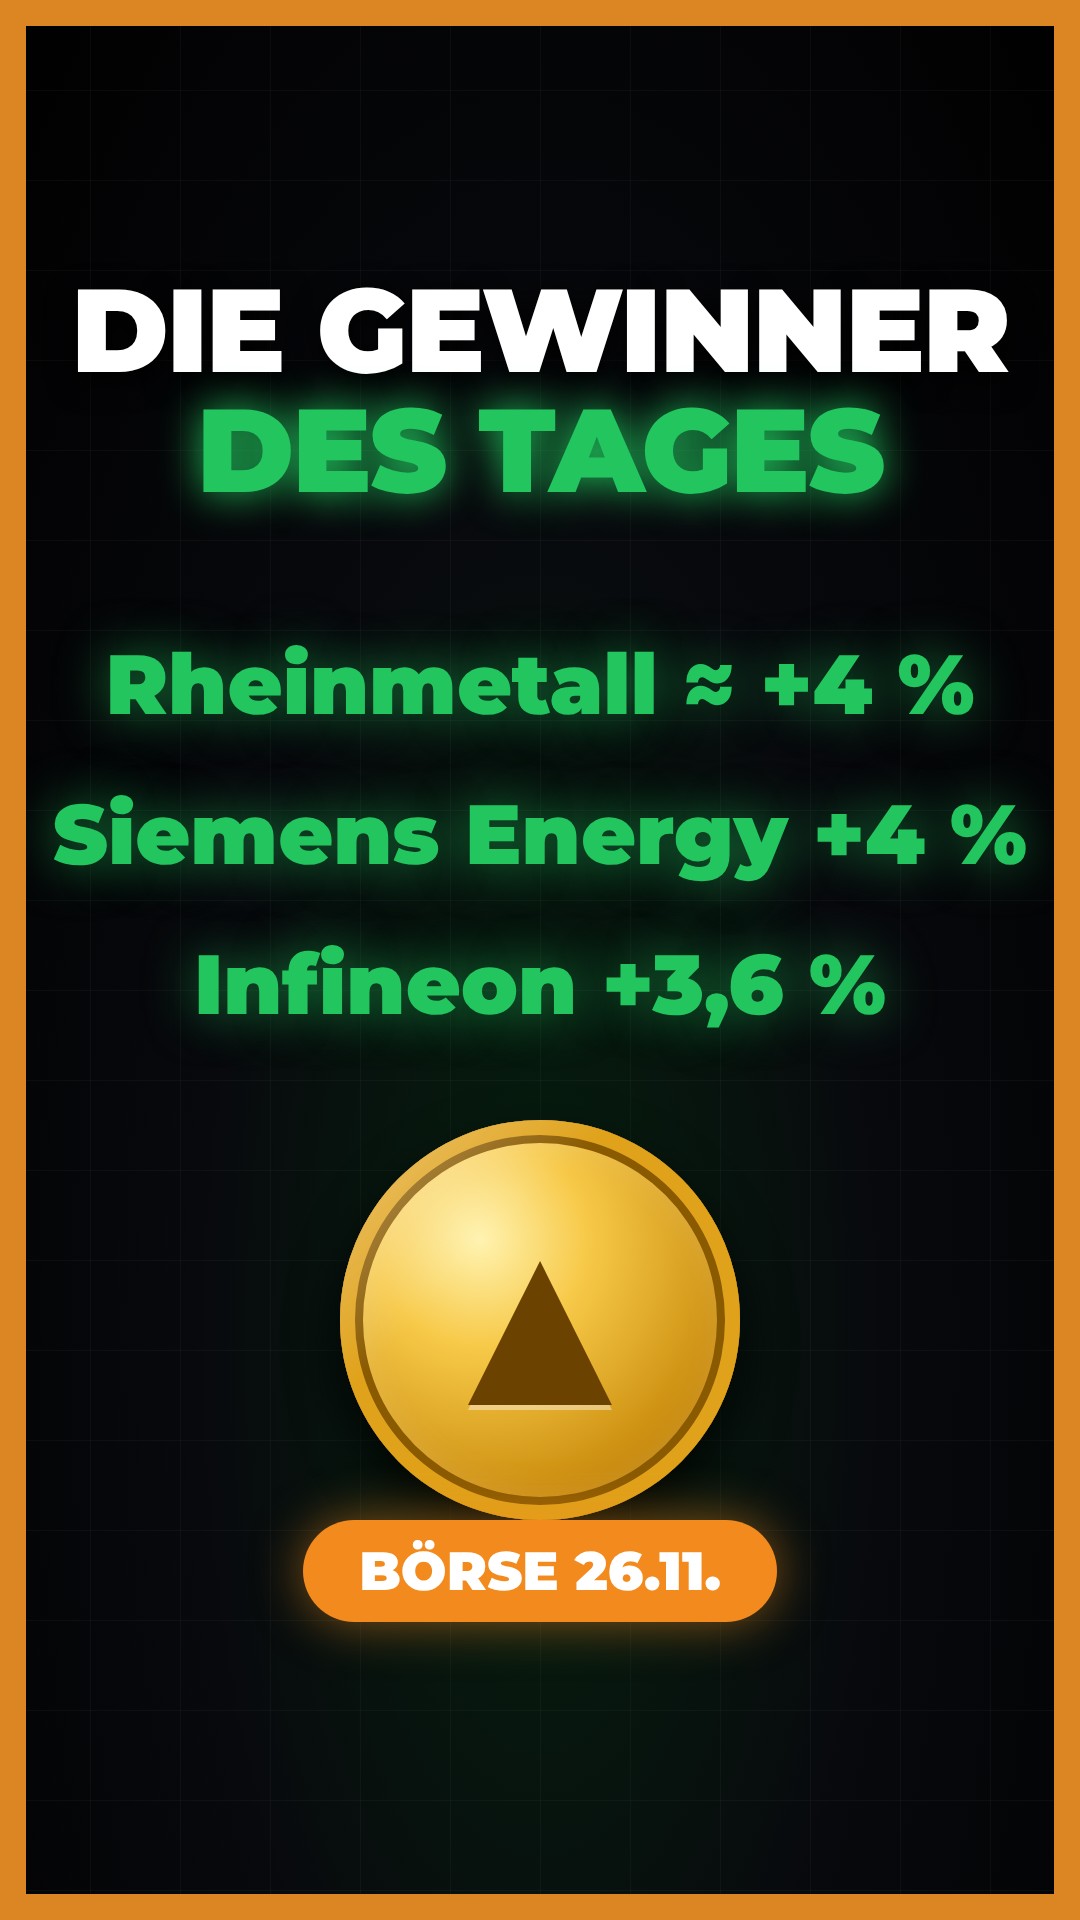 DIE GEWINNER
DES TAGES
Rheinmetall ≈ +4 %
Siemens Energy +4 %
Infineon +3,6 %
BÖRSE 26.11.